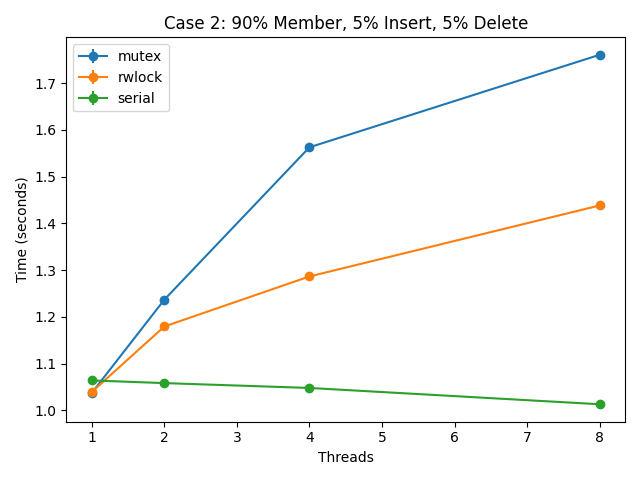 Case 2: 90% Member, 5% Insert, 5% Delete
mutex
rwlock
serial
Time (seconds)
1.7
1.6
1.5
1.4
1.3
1.2
1.1
1.0
1 2 3 4 5 6 7 8
Threads